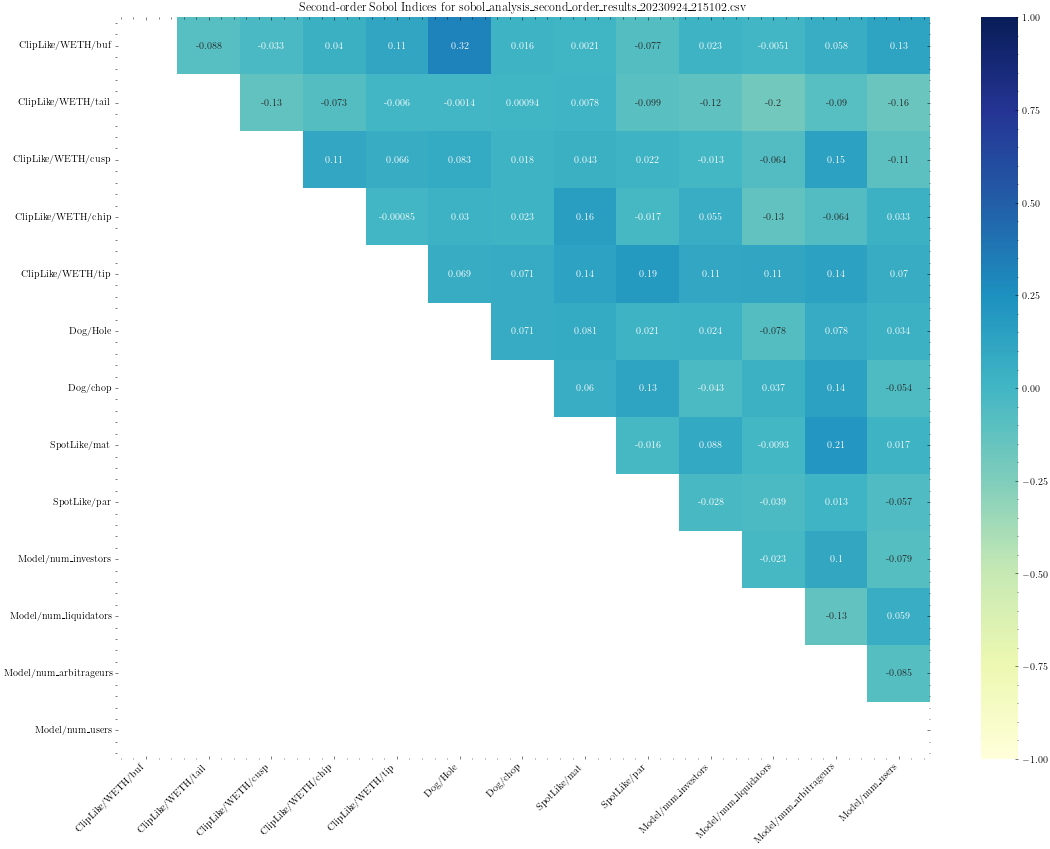 Second-order Sobol Indices for sobol_analysis_second_order_results_20230924_215102.csv
ClipLike/WETH/buf -0.088 -0.033 0.04 0.11 0.32 0.016 0.0021 -0.077 0.023 -0.0051 0.058 0.13
ClipLike/WETH/tail -0.13 -0.073 -0.006 -0.0014 0.00094 0.0078 -0.099 -0.12 -0.2 -0.09 -0.16
ClipLike/WETH/cusp 0.11 0.066 0.083 0.018 0.043 0.022 -0.013 -0.064 0.15 -0.11
ClipLike/WETH/chip -0.00085 0.03 0.023 0.16 -0.017 0.055 -0.13 -0.064 0.033
ClipLike/WETH/tip 0.069 0.071 0.14 0.19 0.11 0.11 0.14 0.07
Dog/Hole 0.071 0.081 0.021 0.024 -0.078 0.078 0.034
Dog/chop 0.06 0.13 -0.043 0.037 0.14 -0.054
SpotLike/mat -0.016 0.088 -0.0093 0.21 0.017
SpotLike/par -0.028 -0.039 0.013 -0.057
Model/num_investors -0.023 0.1 -0.079
Model/num_liquidators -0.13 0.059
Model/num_arbitrageurs -0.085
Model/num_users
ClipLike/WETH/buf
ClipLike/WETH/tail
ClipLike/WETH/cusp
ClipLike/WETH/chip
ClipLike/WETH/tip
Dog/Hole
Dog/chop
SpotLike/mat
SpotLike/par
Model/num_investors
Model/num_liquidators
Model/num_arbitrageurs
Model/num_users
1.00
0.75
0.50
0.25
0.00
−0.25
−0.50
−0.75
−1.00